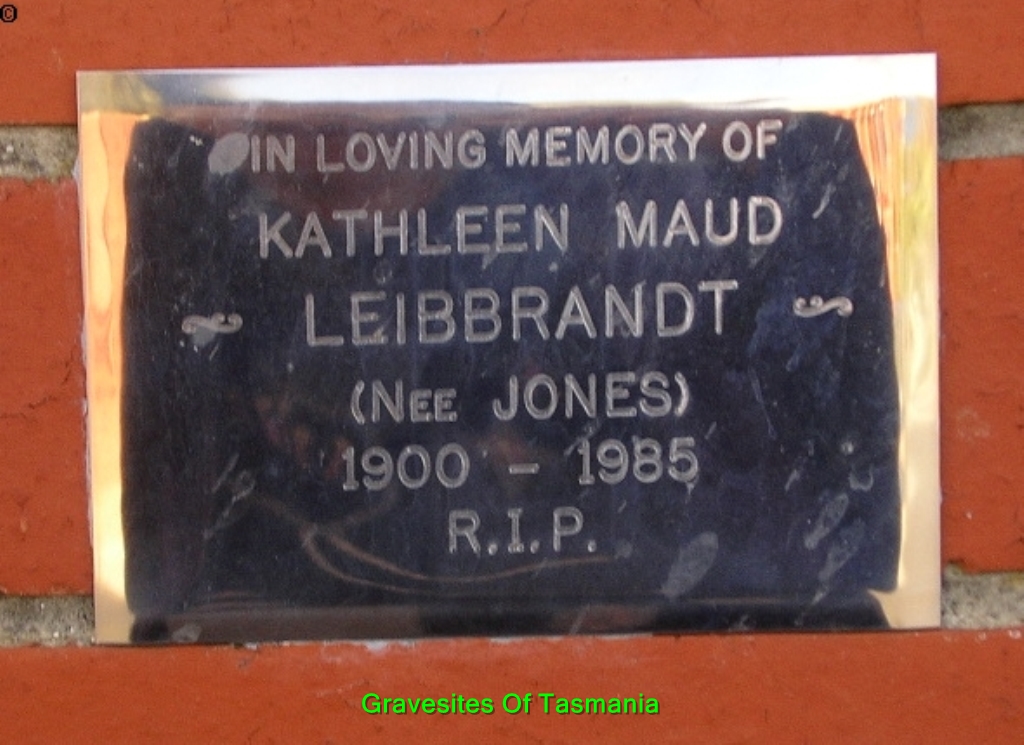 ©
IN LOVING MEMORY OF
KATHLEEN MAUD
LEIBBRANDT
(NEE JONES)
1900 - 1985
R.I.P.
Gravesites Of Tasmania